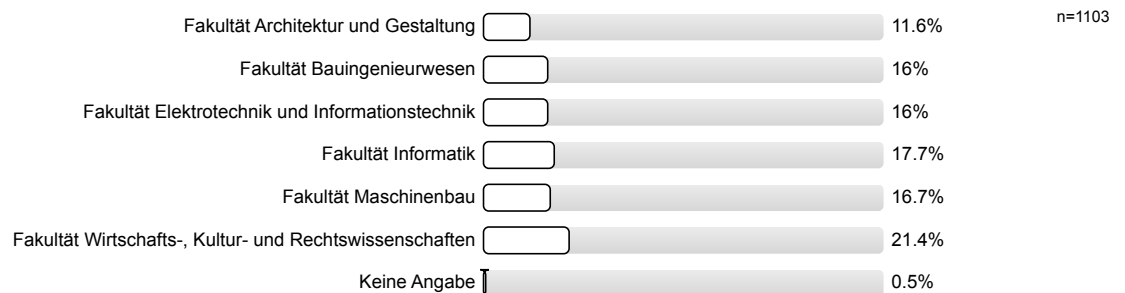 Fakultät Architektur und Gestaltung 11.6% n=1103
Fakultät Bauingenieurwesen 16%
Fakultät Elektrotechnik und Informationstechnik 16%
Fakultät Informatik 17.7%
Fakultät Maschinenbau 16.7%
Fakultät Wirtschafts-, Kultur- und Rechtswissenschaften 21.4%
Keine Angabe 0.5%